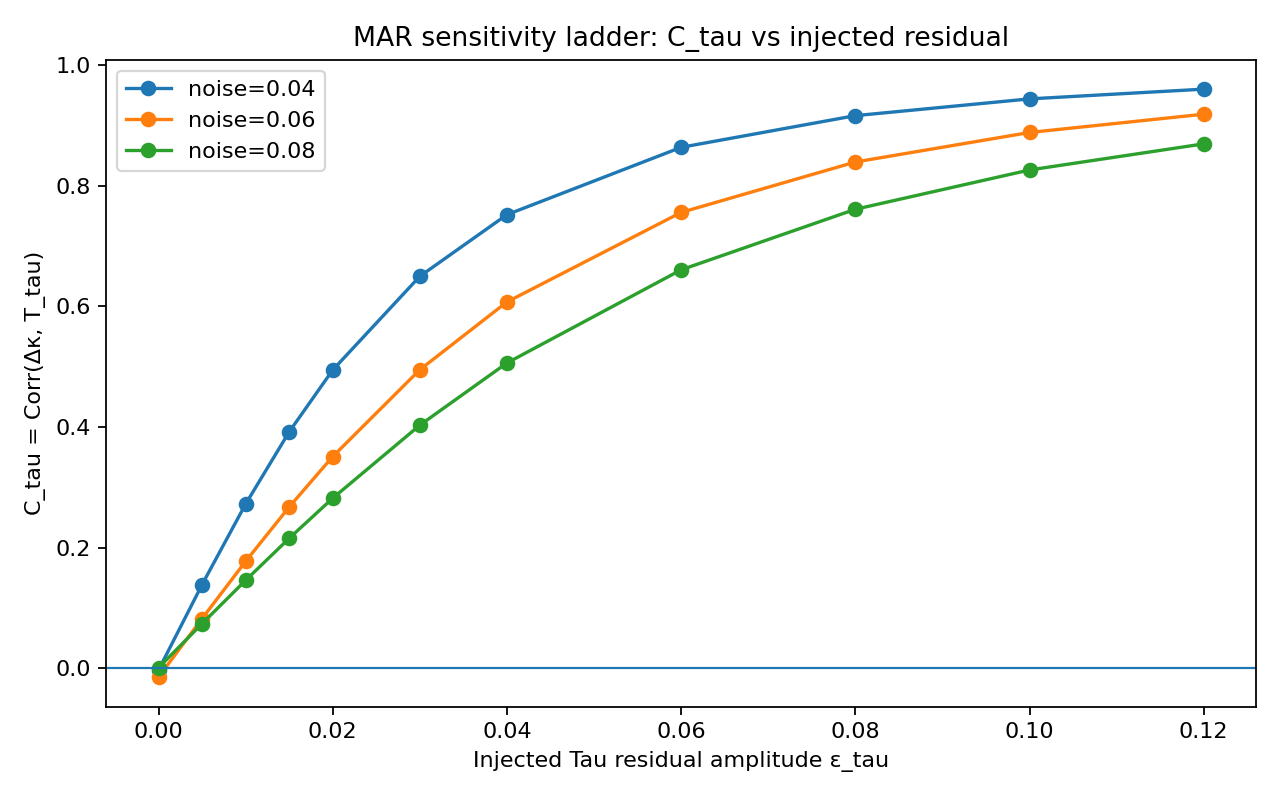 MAR sensitivity ladder: C_tau vs injected residual
noise=0.04
noise=0.06
noise=0.08
C_tau = Corr(Δκ, T_tau)
1.0
0.8
0.6
0.4
0.2
0.0
0.00 0.02 0.04 0.06 0.08 0.10 0.12
Injected Tau residual amplitude ε_tau